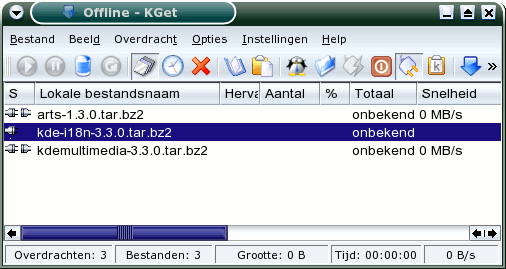 Offline - KGet
Bestand Beeld Overdracht Opties Instellingen Help
S Lokale bestandsnaam Herva Aantal % Totaal Snelheid
arts-1.3.0.tar.bz2 onbekend 0 MB/s
kde-i18n-3.3.0.tar.bz2 onbekend
kdemultimedia-3.3.0.tar.bz2 onbekend 0 MB/s
Overdrachten: 3 Bestanden: 3 Grootte: 0 B Tijd: 00:00:00 0 B/s